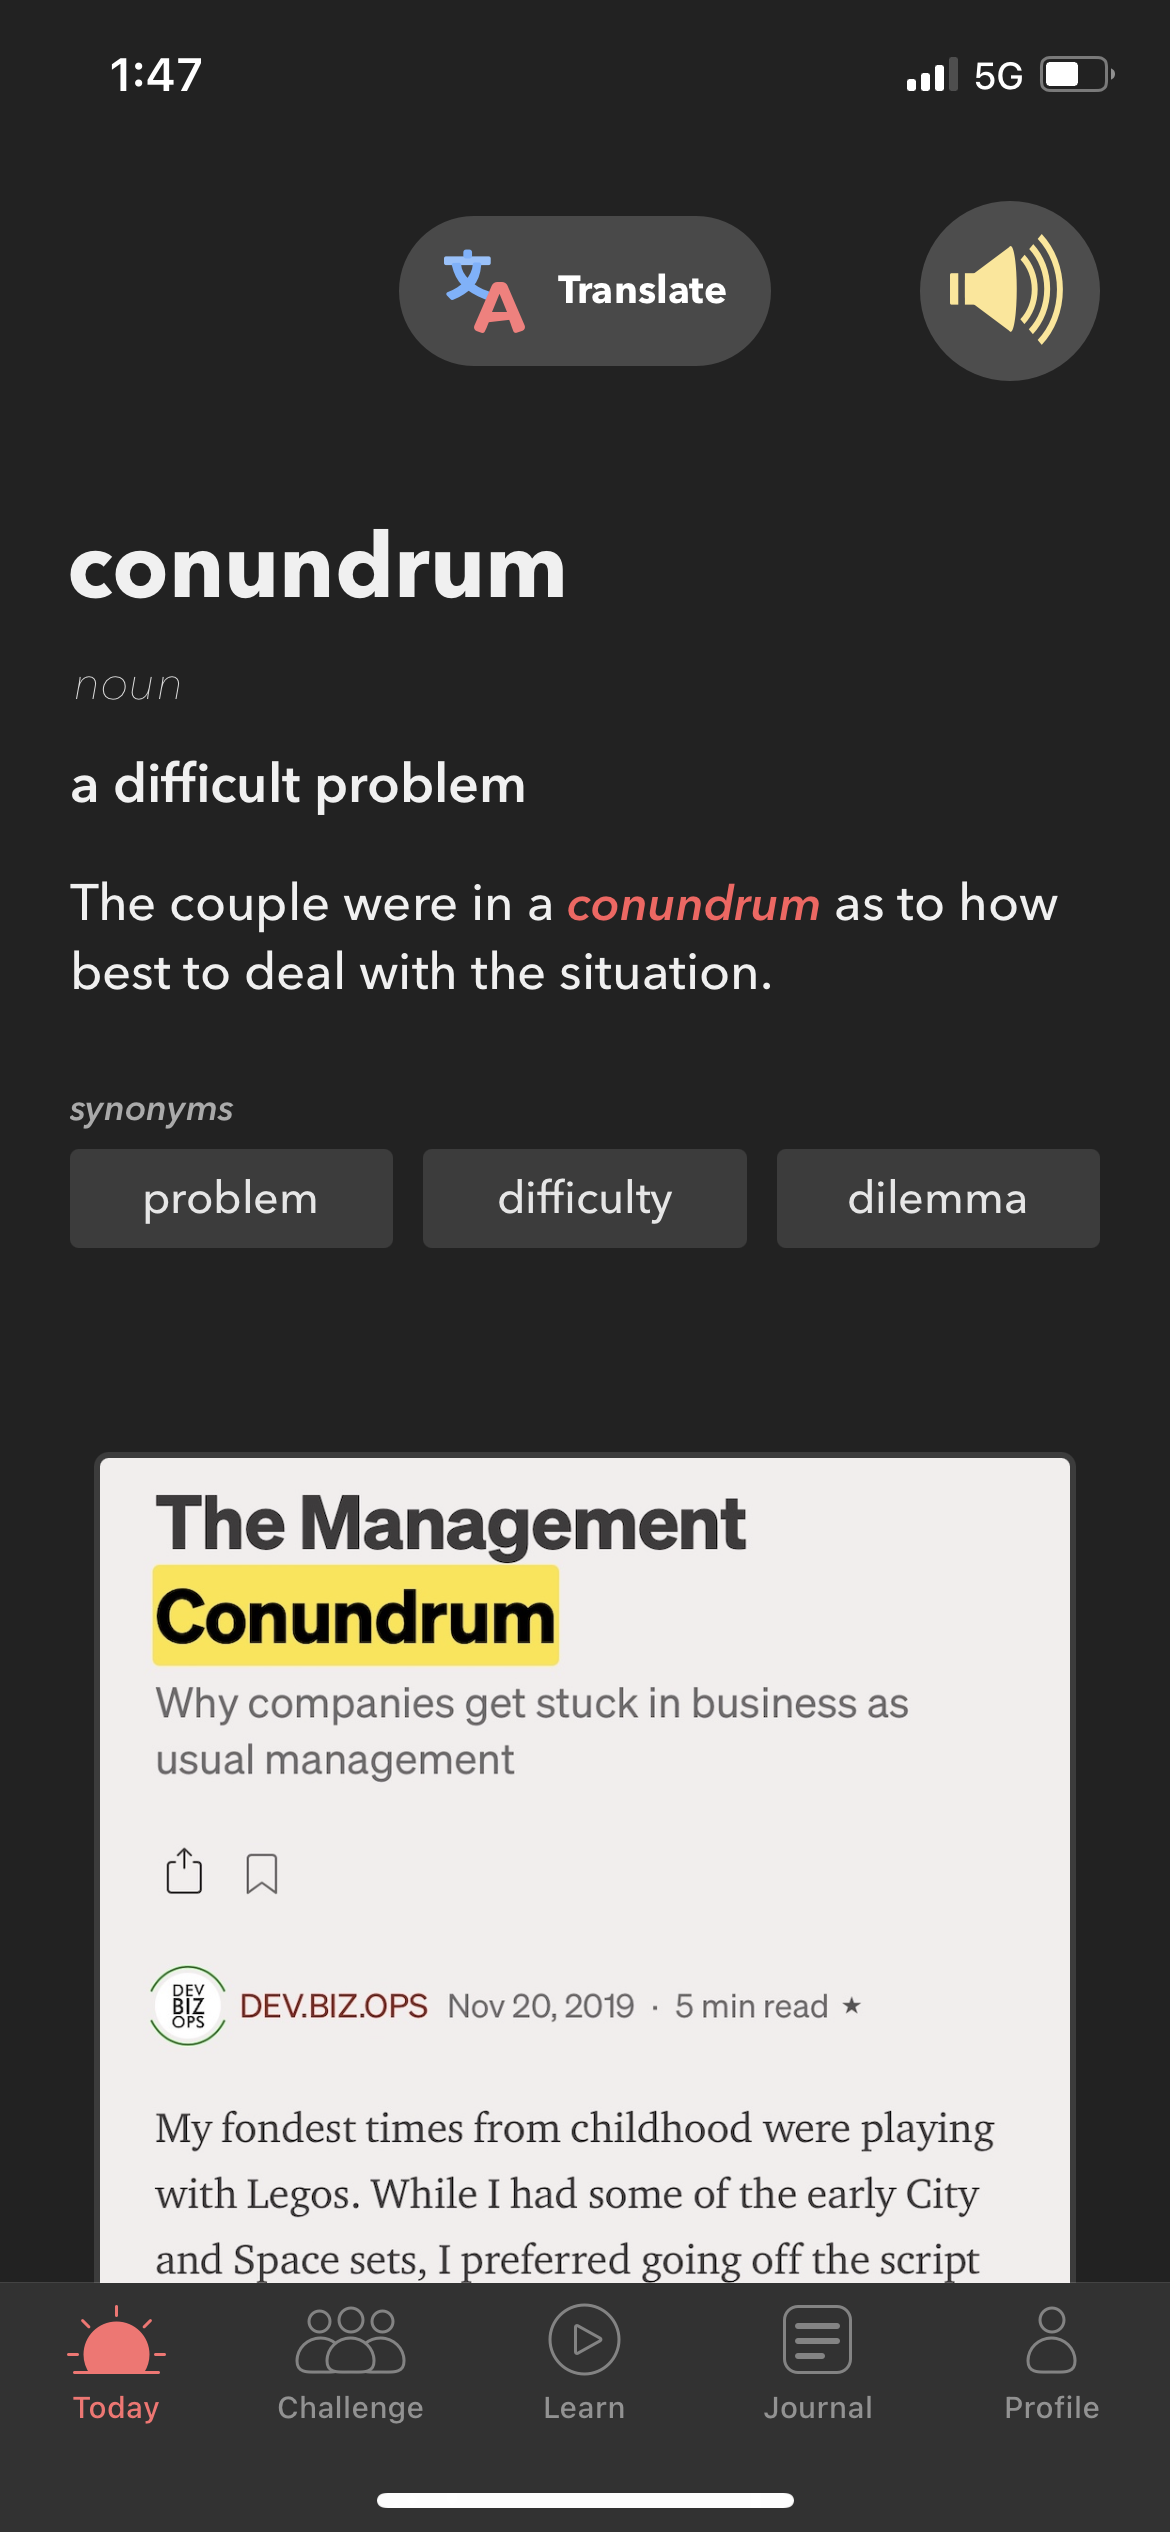 1:47
5G
文A Translate
conundrum
noun
a difficult problem
The couple were in a conundrum as to how
best to deal with the situation.
synonyms
problem difficulty dilemma
The Management
Conundrum
Why companies get stuck in business as
usual management
DEV
BIZ
OPS
DEV.BIZ.OPS Nov 20, 2019 · 5 min read ★
My fondest times from childhood were playing
with Legos. While I had some of the early City
and Space sets, I preferred going off the script
Today Challenge Learn Journal Profile